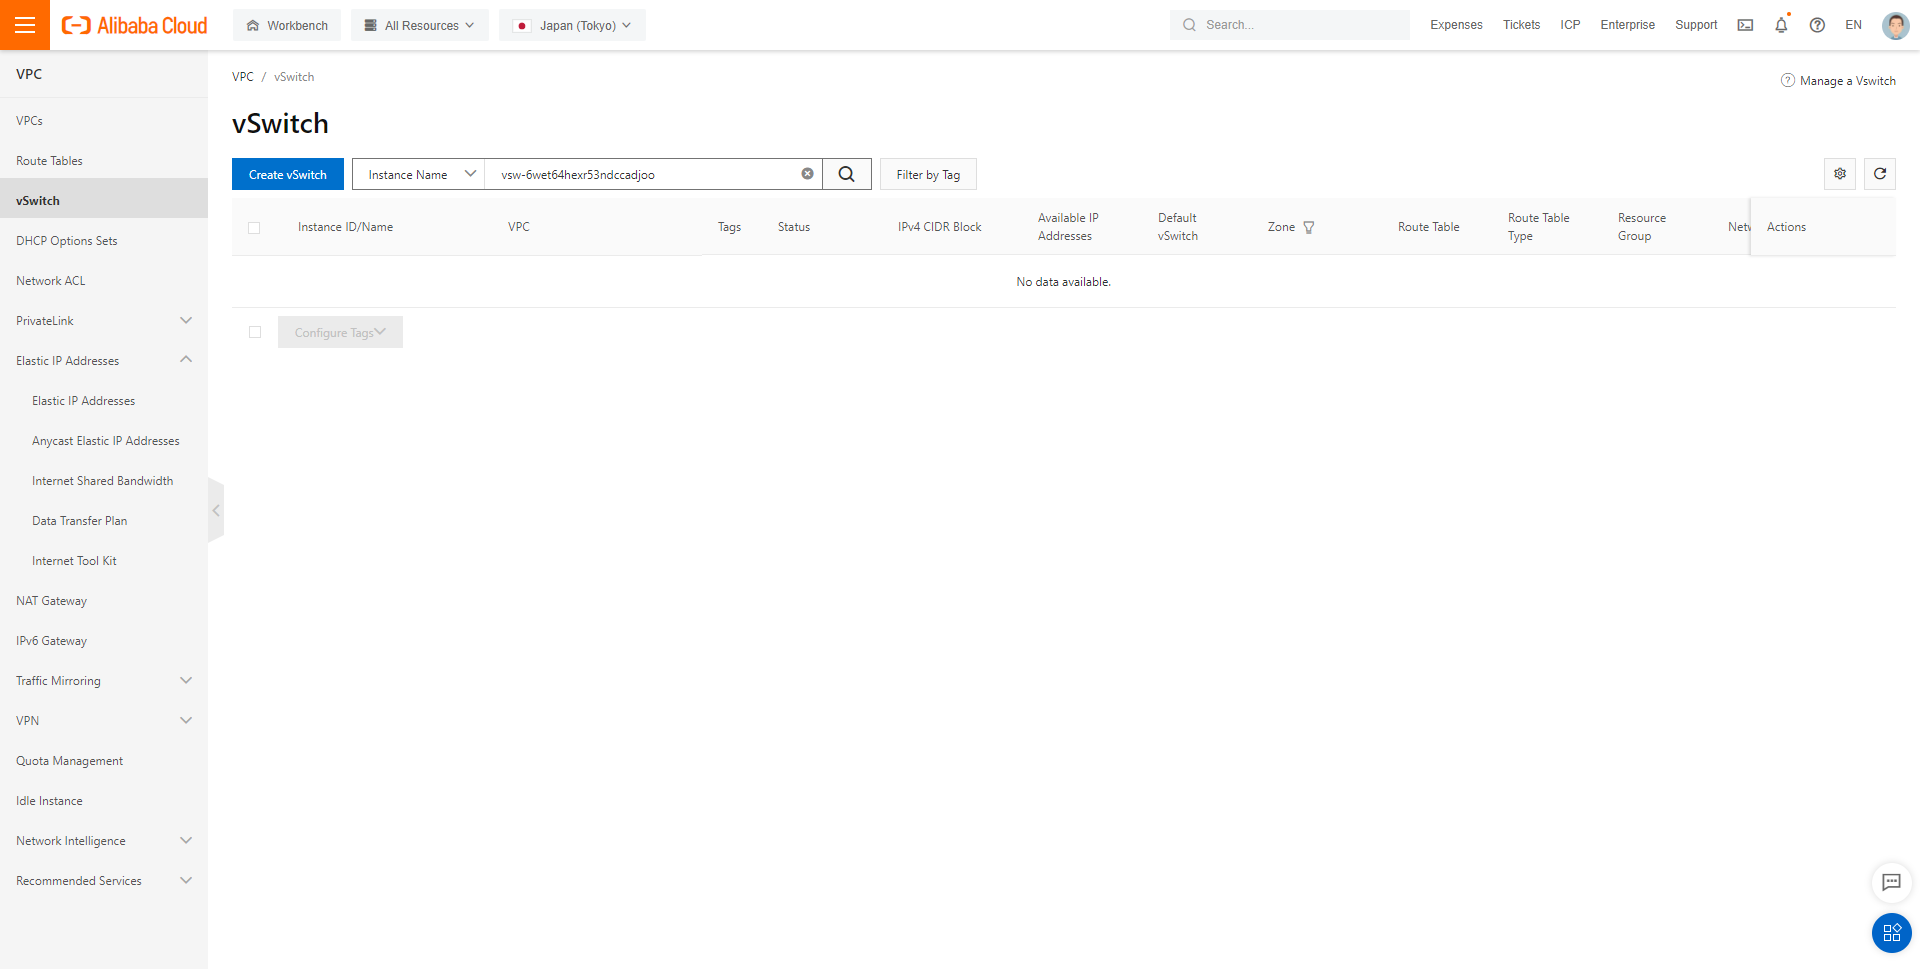 Alibaba Cloud
Workbench
All Resources
Japan (Tokyo)
Search...
Expenses
Tickets
ICP
Enterprise
Support
EN
VPC
VPCs
Route Tables
vSwitch
DHCP Options Sets
Network ACL
PrivateLink
Elastic IP Addresses
Elastic IP Addresses
Anycast Elastic IP Addresses
Internet Shared Bandwidth
Data Transfer Plan
Internet Tool Kit
NAT Gateway
IPv6 Gateway
Traffic Mirroring
VPN
Quota Management
Idle Instance
Network Intelligence
Recommended Services
VPC / vSwitch
Manage a Vswitch
vSwitch
Create vSwitch
Instance Name
vsw-6wet64hexr53ndccadjoo
Filter by Tag
Instance ID/Name
VPC
Tags
Status
IPv4 CIDR Block
Available IP
Addresses
Default
vSwitch
Zone
Route Table
Route Table
Type
Resource
Group
Actions
No data available.
Configure Tags